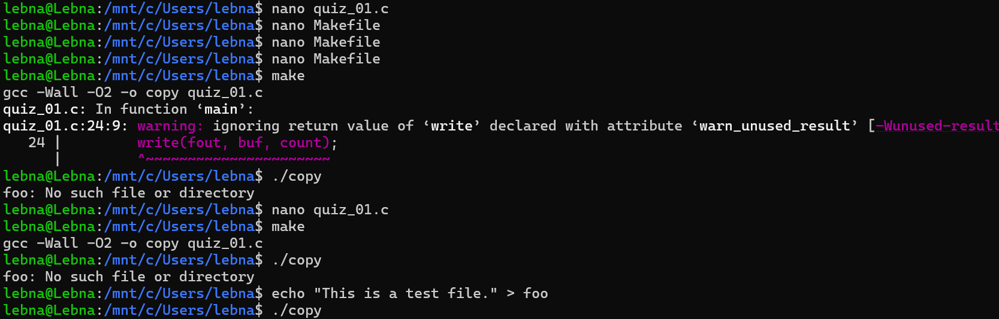 lebna@Lebna:/mnt/c/Users/lebna$ nano quiz_01.c
lebna@Lebna:/mnt/c/Users/lebna$ nano Makefile
lebna@Lebna:/mnt/c/Users/lebna$ nano Makefile
lebna@Lebna:/mnt/c/Users/lebna$ nano Makefile
lebna@Lebna:/mnt/c/Users/lebna$ make
gcc -Wall -O2 -o copy quiz_01.c
quiz_01.c: In function ‘main’:
quiz_01.c:24:9: warning: ignoring return value of ‘write’ declared with attribute ‘warn_unused_result’ [-Wunused-result
   24 |         write(fout, buf, count);
      |         ^~~~~~~~~~~~~~~~~~~~~~~
lebna@Lebna:/mnt/c/Users/lebna$ ./copy
foo: No such file or directory
lebna@Lebna:/mnt/c/Users/lebna$ nano quiz_01.c
lebna@Lebna:/mnt/c/Users/lebna$ make
gcc -Wall -O2 -o copy quiz_01.c
lebna@Lebna:/mnt/c/Users/lebna$ ./copy
foo: No such file or directory
lebna@Lebna:/mnt/c/Users/lebna$ echo "This is a test file." > foo
lebna@Lebna:/mnt/c/Users/lebna$ ./copy